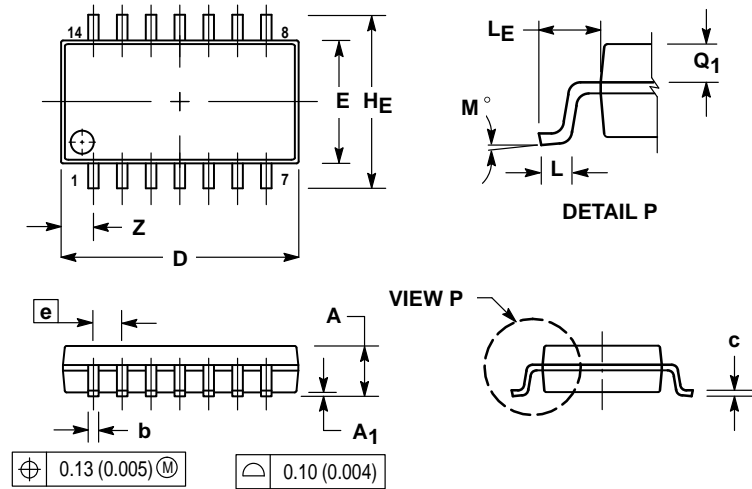 14
8
E
HE
1
7
Z
D
LE
Q1
M°
L
DETAIL P
e
A
b
A1
0.13 (0.005) Ⓜ
0.10 (0.004)
VIEW P
c